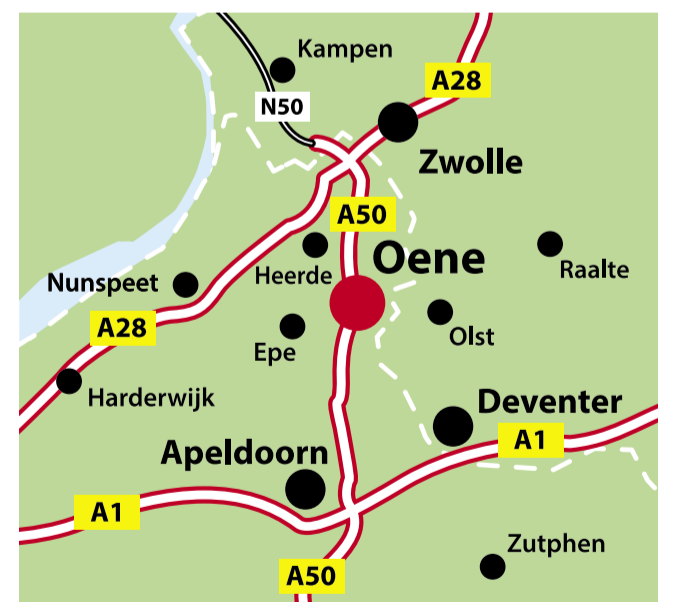 Kampen
A28
N50
Zwolle
A50
Oene
Heerde
Raalte
Nunspeet
A28
Olst
Epe
Harderwijk
Deventer
A1
Apeldoorn
A1
Zutphen
A50